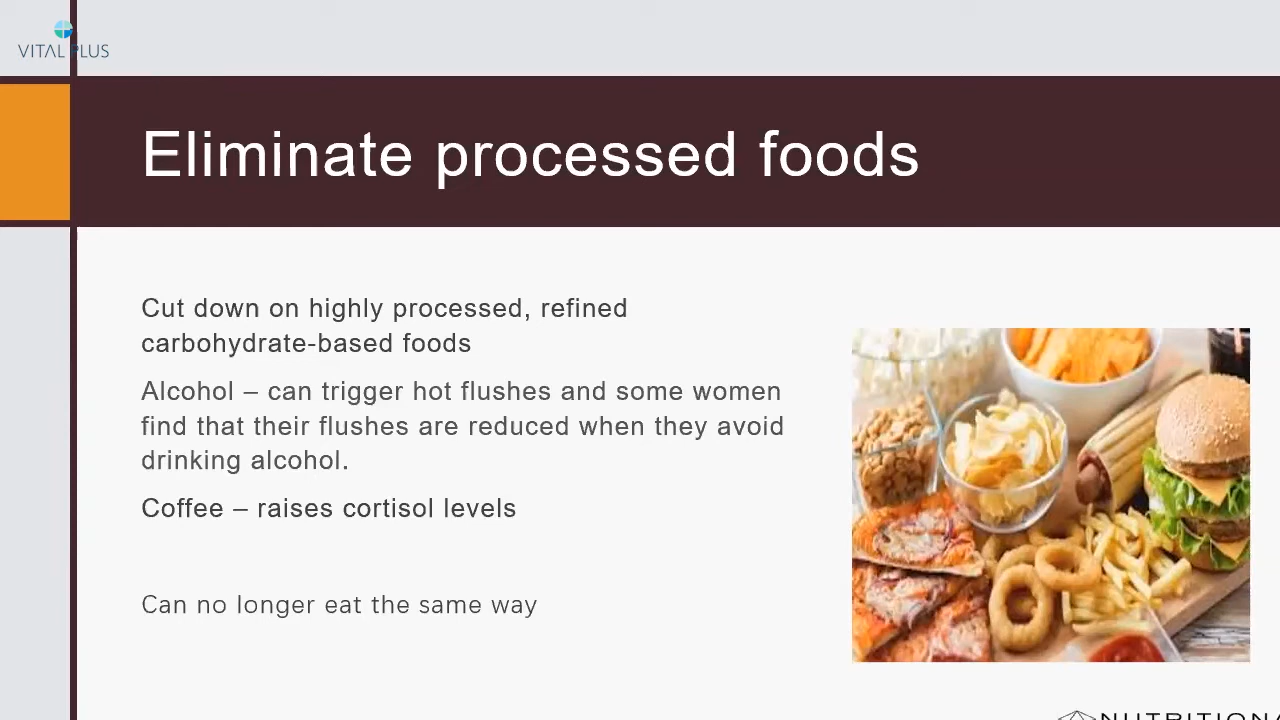 VITAL PLUS
Eliminate processed foods
Cut down on highly processed, refined
carbohydrate-based foods
Alcohol – can trigger hot flushes and some women
find that their flushes are reduced when they avoid
drinking alcohol.
Coffee – raises cortisol levels
Can no longer eat the same way